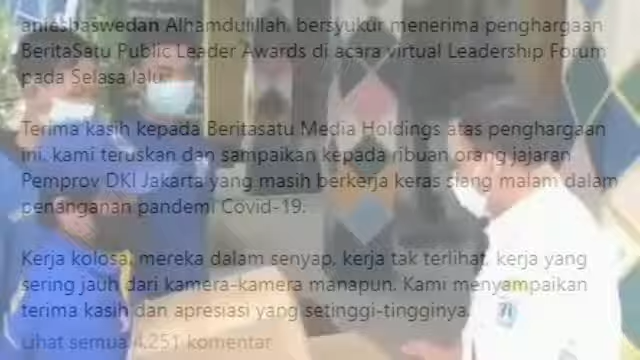 aniesbaswedan Alhamdulillah, bersyukur menerima penghargaan
BeritaSatu Public Leader Awards di acara virtual Leadership Forum
pada Selasa lalu.
Terima kasih kepada Beritasatu Media Holdings atas penghargaan
ini, kami teruskan dan sampaikan kepada ribuan orang jajaran
Pemprov DKI Jakarta yang masih berkerja keras siang malam dalam
penanganan pandemi Covid-19.
Kerja kolosal, mereka dalam senyap, kerja tak terlihat, kerja yang
sering jauh dari kamera-kamera manapun. Kami menyampaikan
terima kasih dan apresiasi yang setinggi-tingginya.
Lihat semua 4.251 komentar